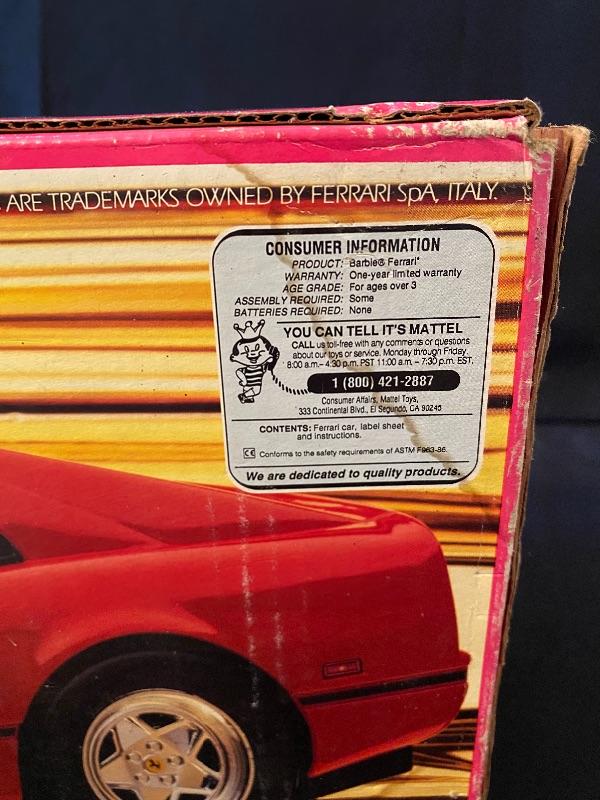 ARE TRADEMARKS OWNED BY FERRARI SpA, ITALY.
CONSUMER INFORMATION
PRODUCT: Barbie® Ferrari*
WARRANTY: One-year limited warranty
AGE GRADE: For ages over 3
ASSEMBLY REQUIRED: Some
BATTERIES REQUIRED: None
YOU CAN TELL IT'S MATTEL
CALL us toll-free with any comments or questions
about our toys or service. Monday through Friday
8:00 a.m.– 4:30 p.m. PST 11:00 a.m. – 7:30 p.m. EST.
1 (800) 421-2887
Consumer Affairs, Mattel Toys,
333 Continental Blvd., El Segundo, CA 90245
CONTENTS: Ferrari car, label sheet
and instructions.
CE Conforms to the safety requirements of ASTM F963-86.
We are dedicated to quality products.